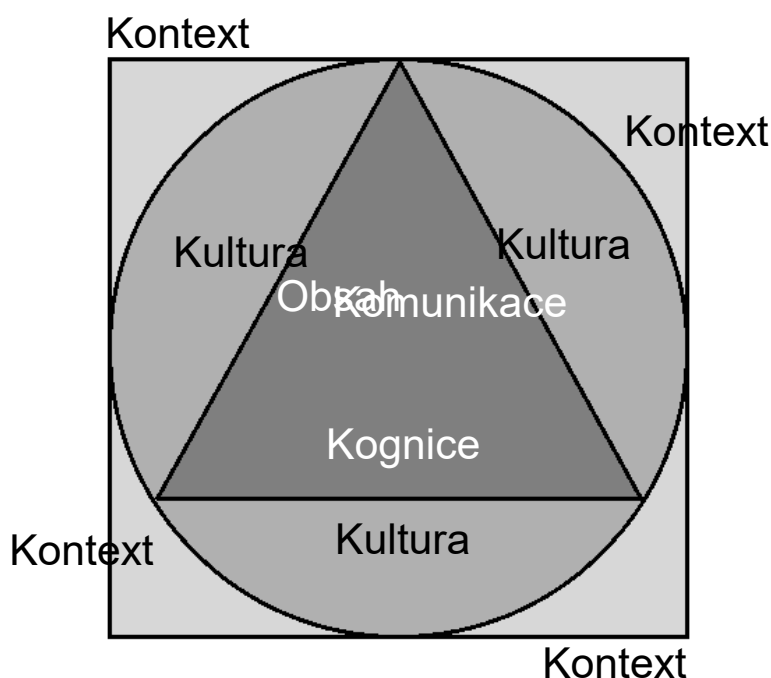 Kontext
Kontext
Kultura
Kultura
Obsah
Komunikace
Kognice
Kultura
Kontext
Kontext